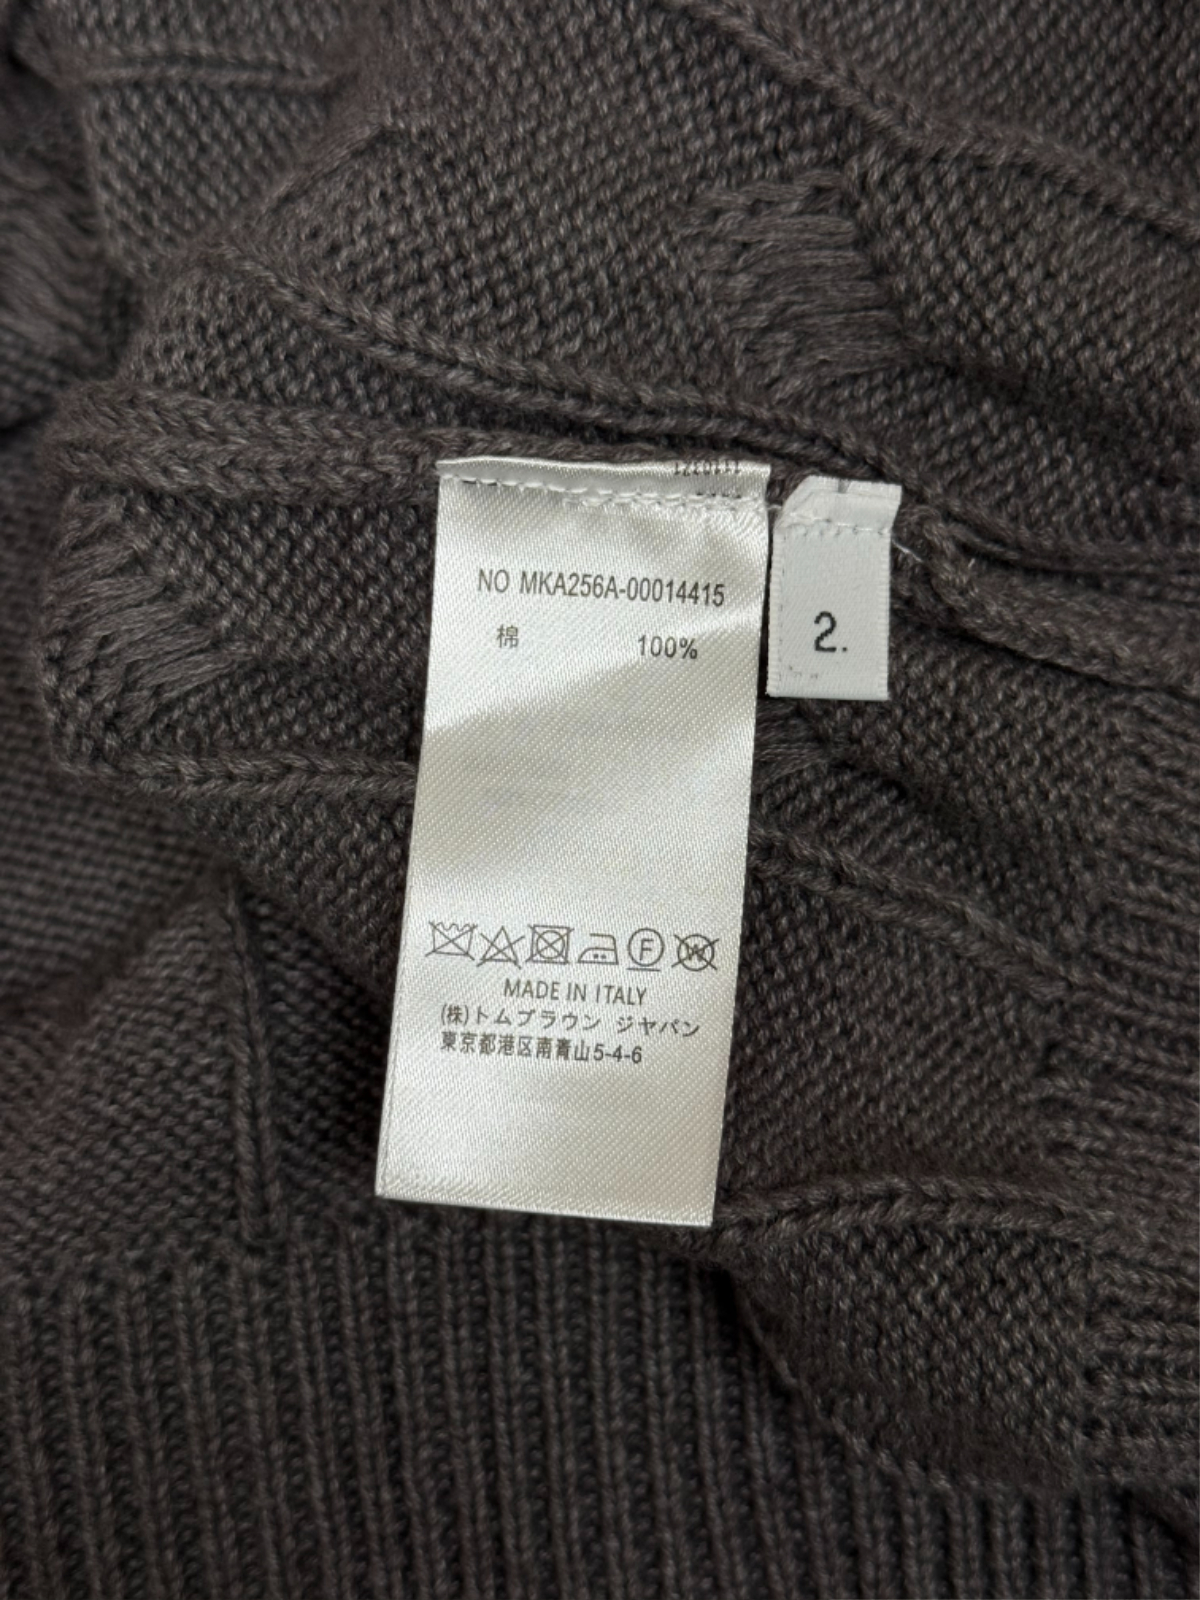 NO MKA256A-00014415
棉 100%
2.
F
W
MADE IN ITALY
(株)トムブラウン ジャパン
東京都港区南青山5-4-6